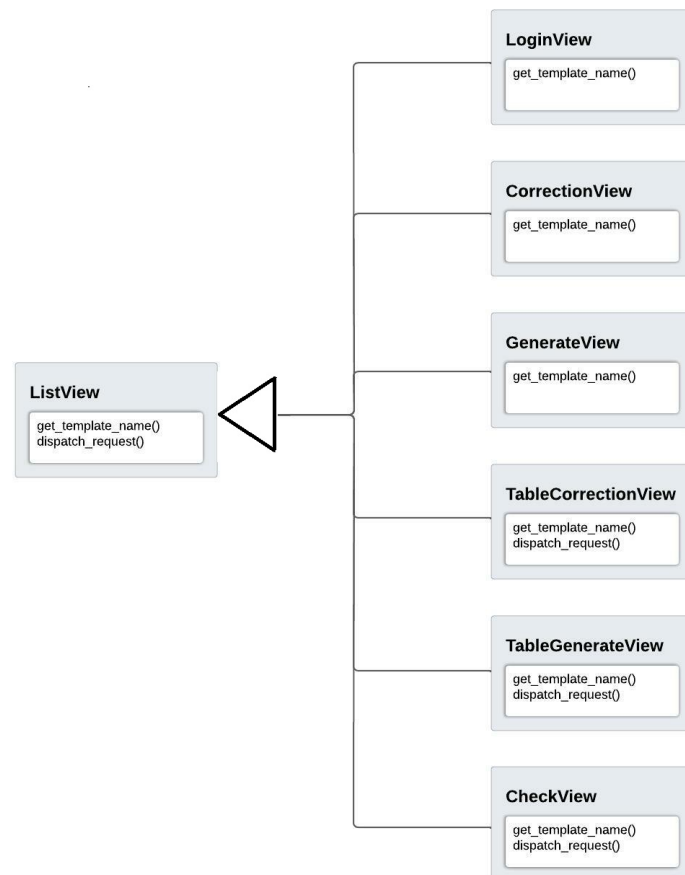 LoginView
get_template_name()
CorrectionView
get_template_name()
GenerateView
get_template_name()
ListView
get_template_name()
dispatch_request()
TableCorrectionView
get_template_name()
dispatch_request()
TableGenerateView
get_template_name()
dispatch_request()
CheckView
get_template_name()
dispatch_request()